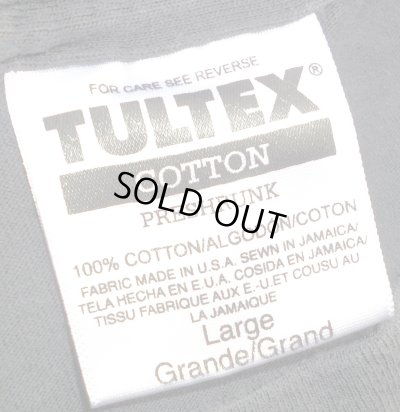 FOR CARE SEE REVERSE
TULTEX®
COTTON
PRESHRUNK
SOLD OUT
100% COTTON/ALGODON/COTON
FABRIC MADE IN U.S.A. SEWN IN JAMAICA/
TELA HECHA EN E.U.A. COSIDA EN JAMAICA/
TISSU FABRIQUE AUX E.-U.ET COUSU AU
LA JAMAIQUE
Large
Grande/Grand